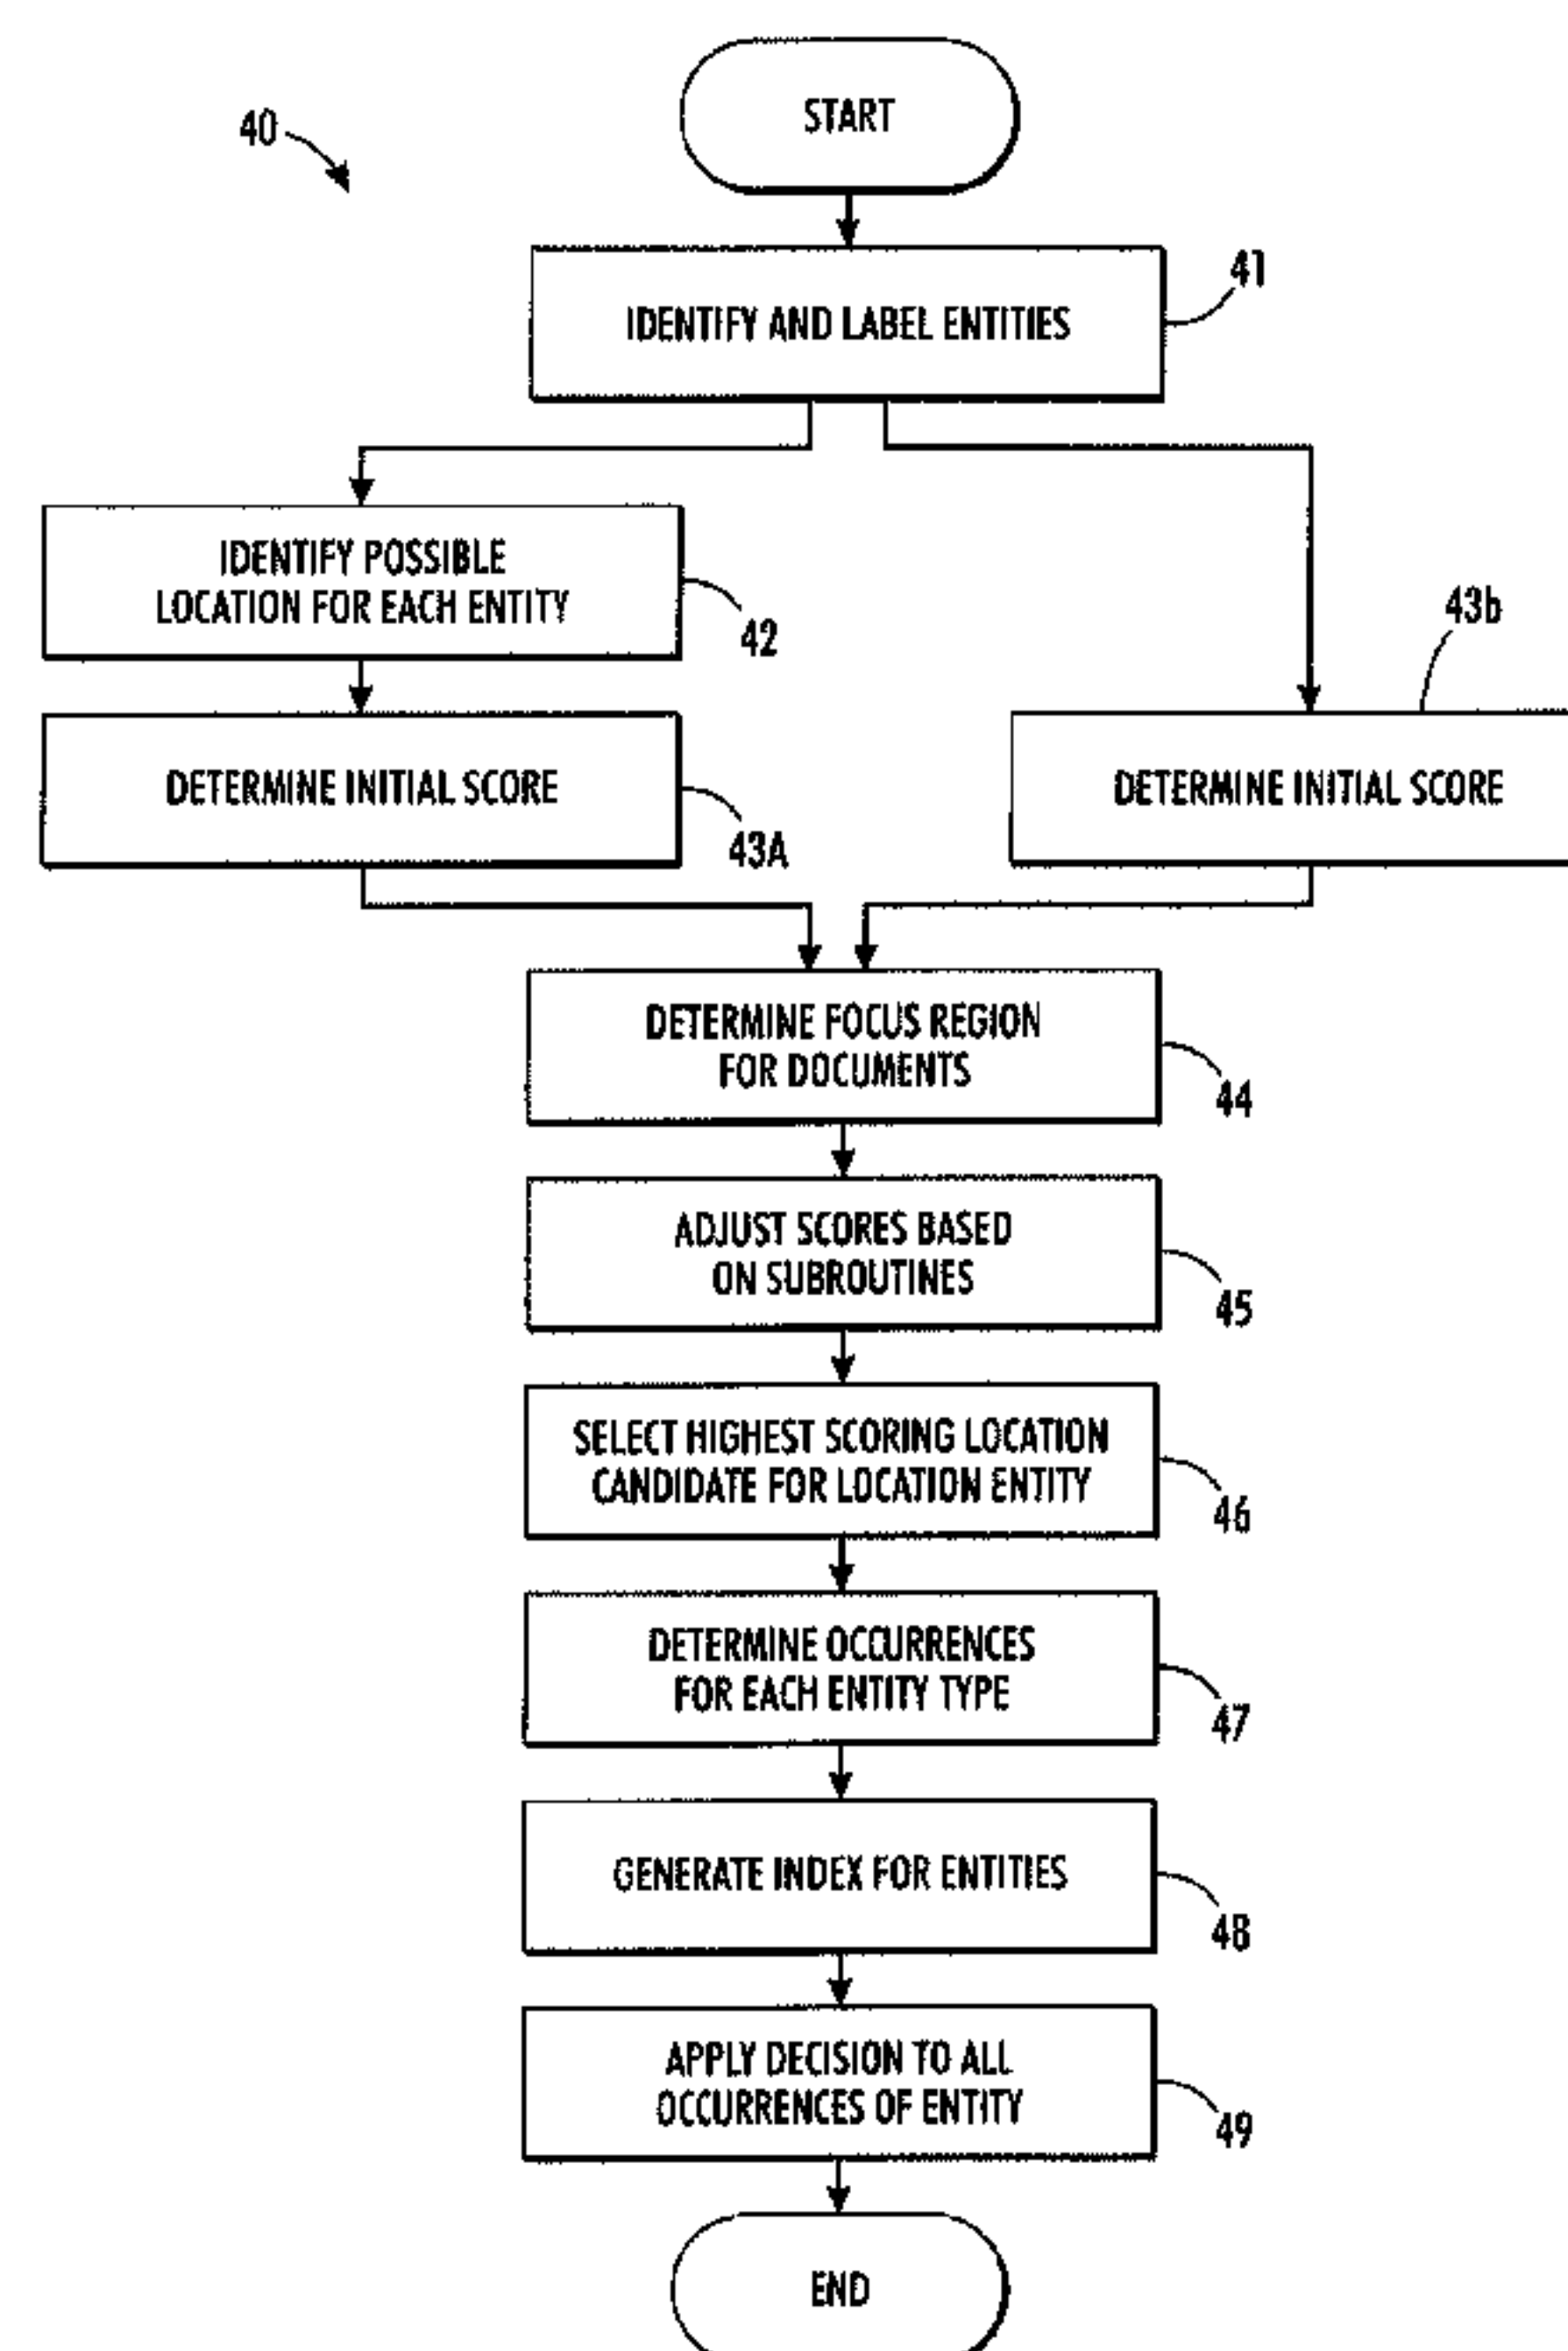 40
START
IDENTIFY AND LABEL ENTITIES
41
IDENTIFY POSSIBLE
LOCATION FOR EACH ENTITY
42
DETERMINE INITIAL SCORE
43A
43b
DETERMINE INITIAL SCORE
DETERMINE FOCUS REGION
FOR DOCUMENTS
44
ADJUST SCORES BASED
ON SUBROUTINES
45
SELECT HIGHEST SCORING LOCATION
CANDIDATE FOR LOCATION ENTITY
46
DETERMINE OCCURRENCES
FOR EACH ENTITY TYPE
47
GENERATE INDEX FOR ENTITIES
48
APPLY DECISION TO ALL
OCCURRENCES OF ENTITY
49
END